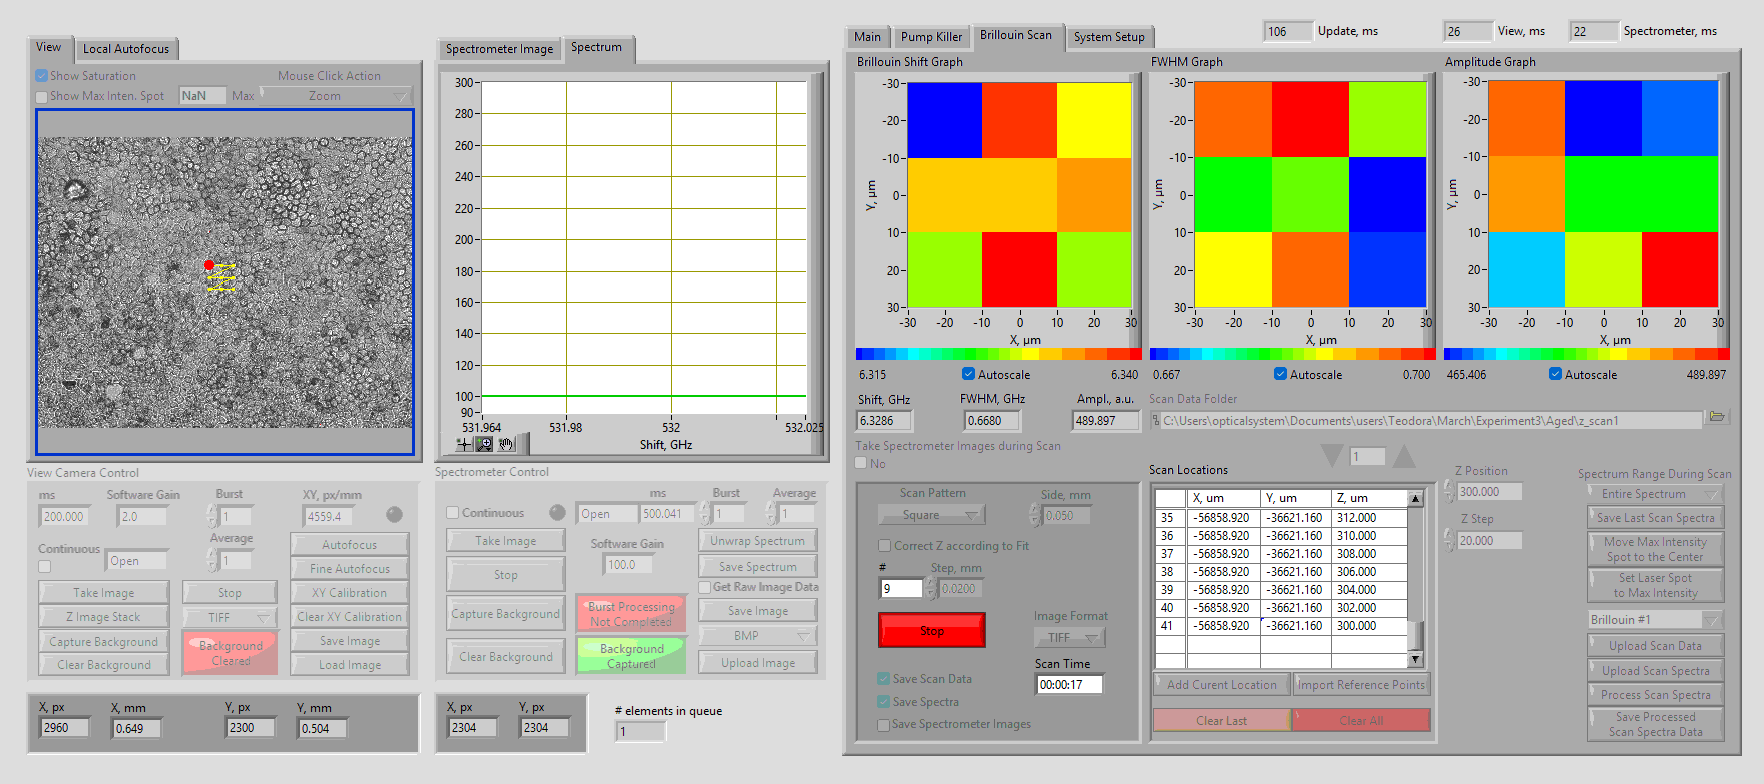 View
Local Autofocus
Show Saturation
Mouse Click Action
Show Max Inten. Spot
NaN
Max
Zoom
Spectrometer Image
Spectrum
300
280
260
240
220
200
180
160
140
120
100
90
531.964
531.98
532
532.025
Shift, GHz
Main
Pump Killer
Brillouin Scan
System Setup
106
Update, ms
26
View, ms
22
Spectrometer, ms
Brillouin Shift Graph
-30
-20
-10
0
10
20
30
Y, µm
-30 -20 -10 0 10 20 30
X, µm
6.315
Autoscale
6.340
FWHM Graph
-30
-20
-10
0
10
20
30
Y, µm
-30 -20 -10 0 10 20 30
X, µm
0.667
Autoscale
0.700
Amplitude Graph
-30
-20
-10
0
10
20
30
Y, µm
-30 -20 -10 0 10 20 30
X, µm
465.406
Autoscale
489.897
Shift, GHz
6.3286
FWHM, GHz
0.6680
Ampl., a.u.
489.897
Scan Data Folder
C:\Users\opticalsystem\Documents\users\Teodora\March\Experiment3\Aged\z_scan1
Take Spectrometer Images during Scan
No
1
View Camera Control
ms
200.000
Software Gain
2.0
Burst
1
XY, px/mm
4559.4
Continuous
Open
Average
1
Autofocus
Fine Autofocus
XY Calibration
Clear XY Calibration
Save Image
Load Image
Take Image
Z Image Stack
Capture Background
Clear Background
Stop
TIFF
Background
Cleared
X, px
2960
X, mm
0.649
Y, px
2300
Y, mm
0.504
Spectrometer Control
Continuous
Open
ms
500.041
Burst
1
Average
1
Take Image
Stop
Capture Background
Clear Background
Software Gain
100.0
Burst Processing
Not Completed
Background
Captured
Unwrap Spectrum
Save Spectrum
Get Raw Image Data
Save Image
BMP
Upload Image
X, px
2304
Y, px
2304
# elements in queue
1
Scan Pattern
Square
Side, mm
0.050
Correct Z according to Fit
#
9
Step, mm
0.0200
Stop
Image Format
TIFF
Scan Time
00:00:17
Save Scan Data
Save Spectra
Save Spectrometer Images
Scan Locations
X, um Y, um Z, um
35 -56858.920 -36621.160 312.000
36 -56858.920 -36621.160 310.000
37 -56858.920 -36621.160 308.000
38 -56858.920 -36621.160 306.000
39 -56858.920 -36621.160 304.000
40 -56858.920 -36621.160 302.000
41 -56858.920 -36621.160 300.000
Add Curent Location
Import Reference Points
Clear Last
Clear All
Z Position
300.000
Z Step
20.000
Spectrum Range During Scan
Entire Spectrum
Save Last Scan Spectra
Move Max Intensity
Spot to the Center
Set Laser Spot
to Max Intensity
Brillouin #1
Upload Scan Data
Upload Scan Spectra
Process Scan Spectra
Save Processed
Scan Spectra Data